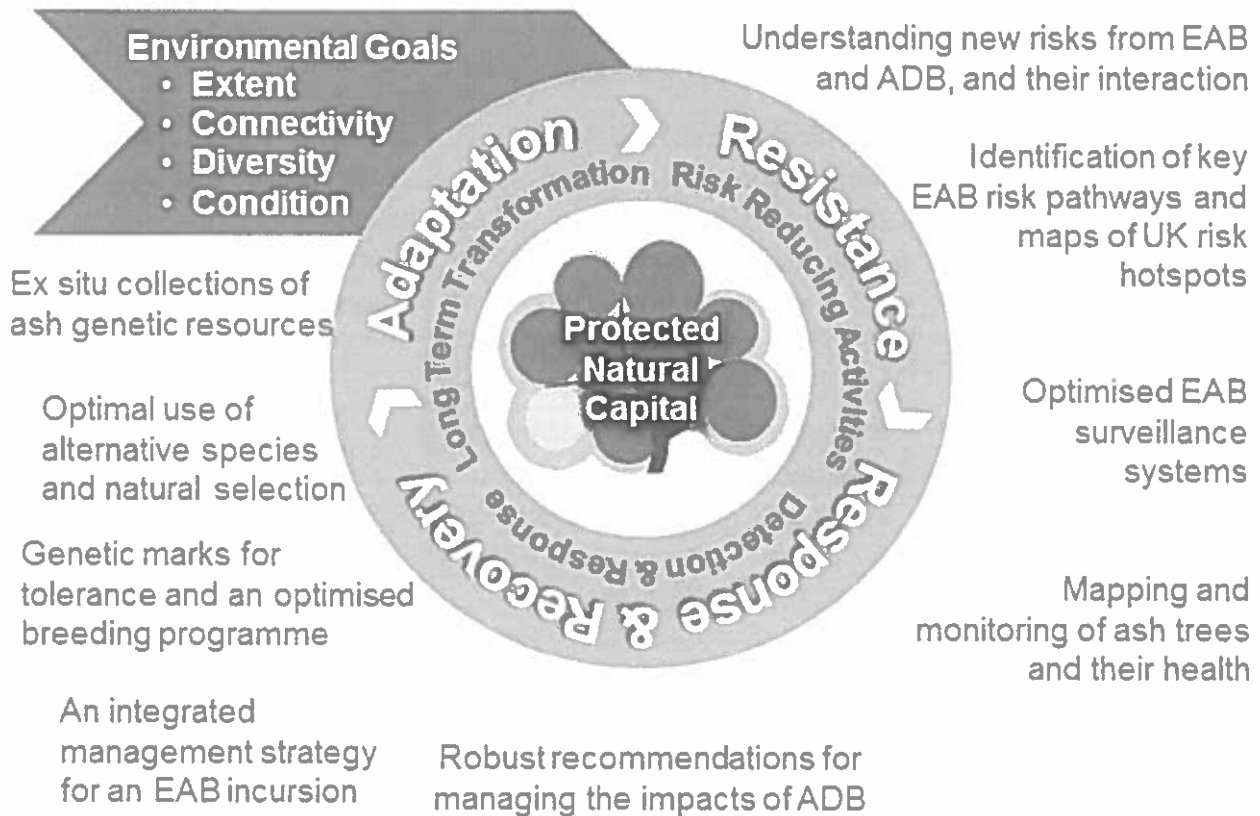 Environmental Goals
• Extent
• Connectivity
• Diversity
• Condition
Understanding new risks from EAB
and ADB, and their interaction
Identification of key
EAB risk pathways and
maps of UK risk
hotspots
Optimised EAB
surveillance
systems
Mapping and
monitoring of ash trees
and their health
Robust recommendations for
managing the impacts of ADB
An integrated
management strategy
for an EAB incursion
Genetic marks for
tolerance and an optimised
breeding programme
Optimal use of
alternative species
and natural selection
Ex situ collections of
ash genetic resources
Adaptation
Resistance
Response & Recovery
Long Term Transformation
Risk Reducing Activities
Detection & Response
Protected
Natural
Capital